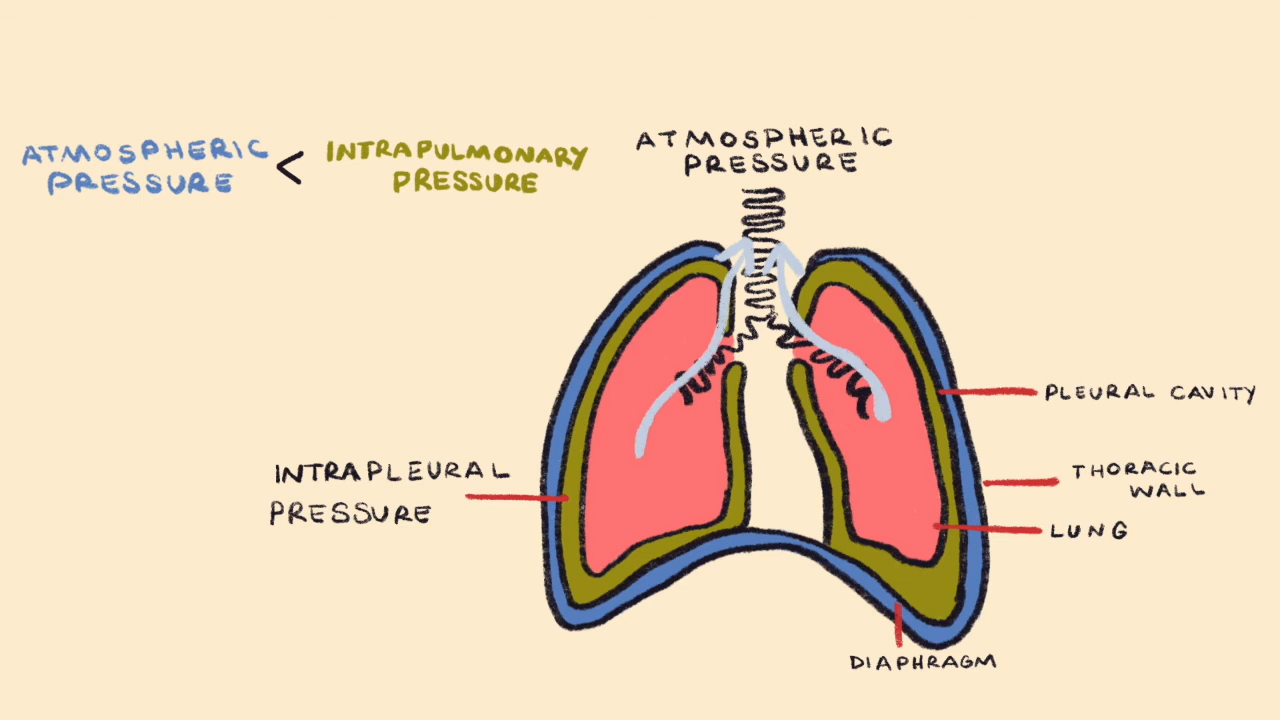 ATMOSPHERIC
PRESSURE
<
INTRAPULMONARY
PRESSURE
ATMOSPHERIC
PRESSURE
PLEURAL CAVITY
THORACIC
WALL
LUNG
INTRAPLEURAL
PRESSURE
DIAPHRAGM